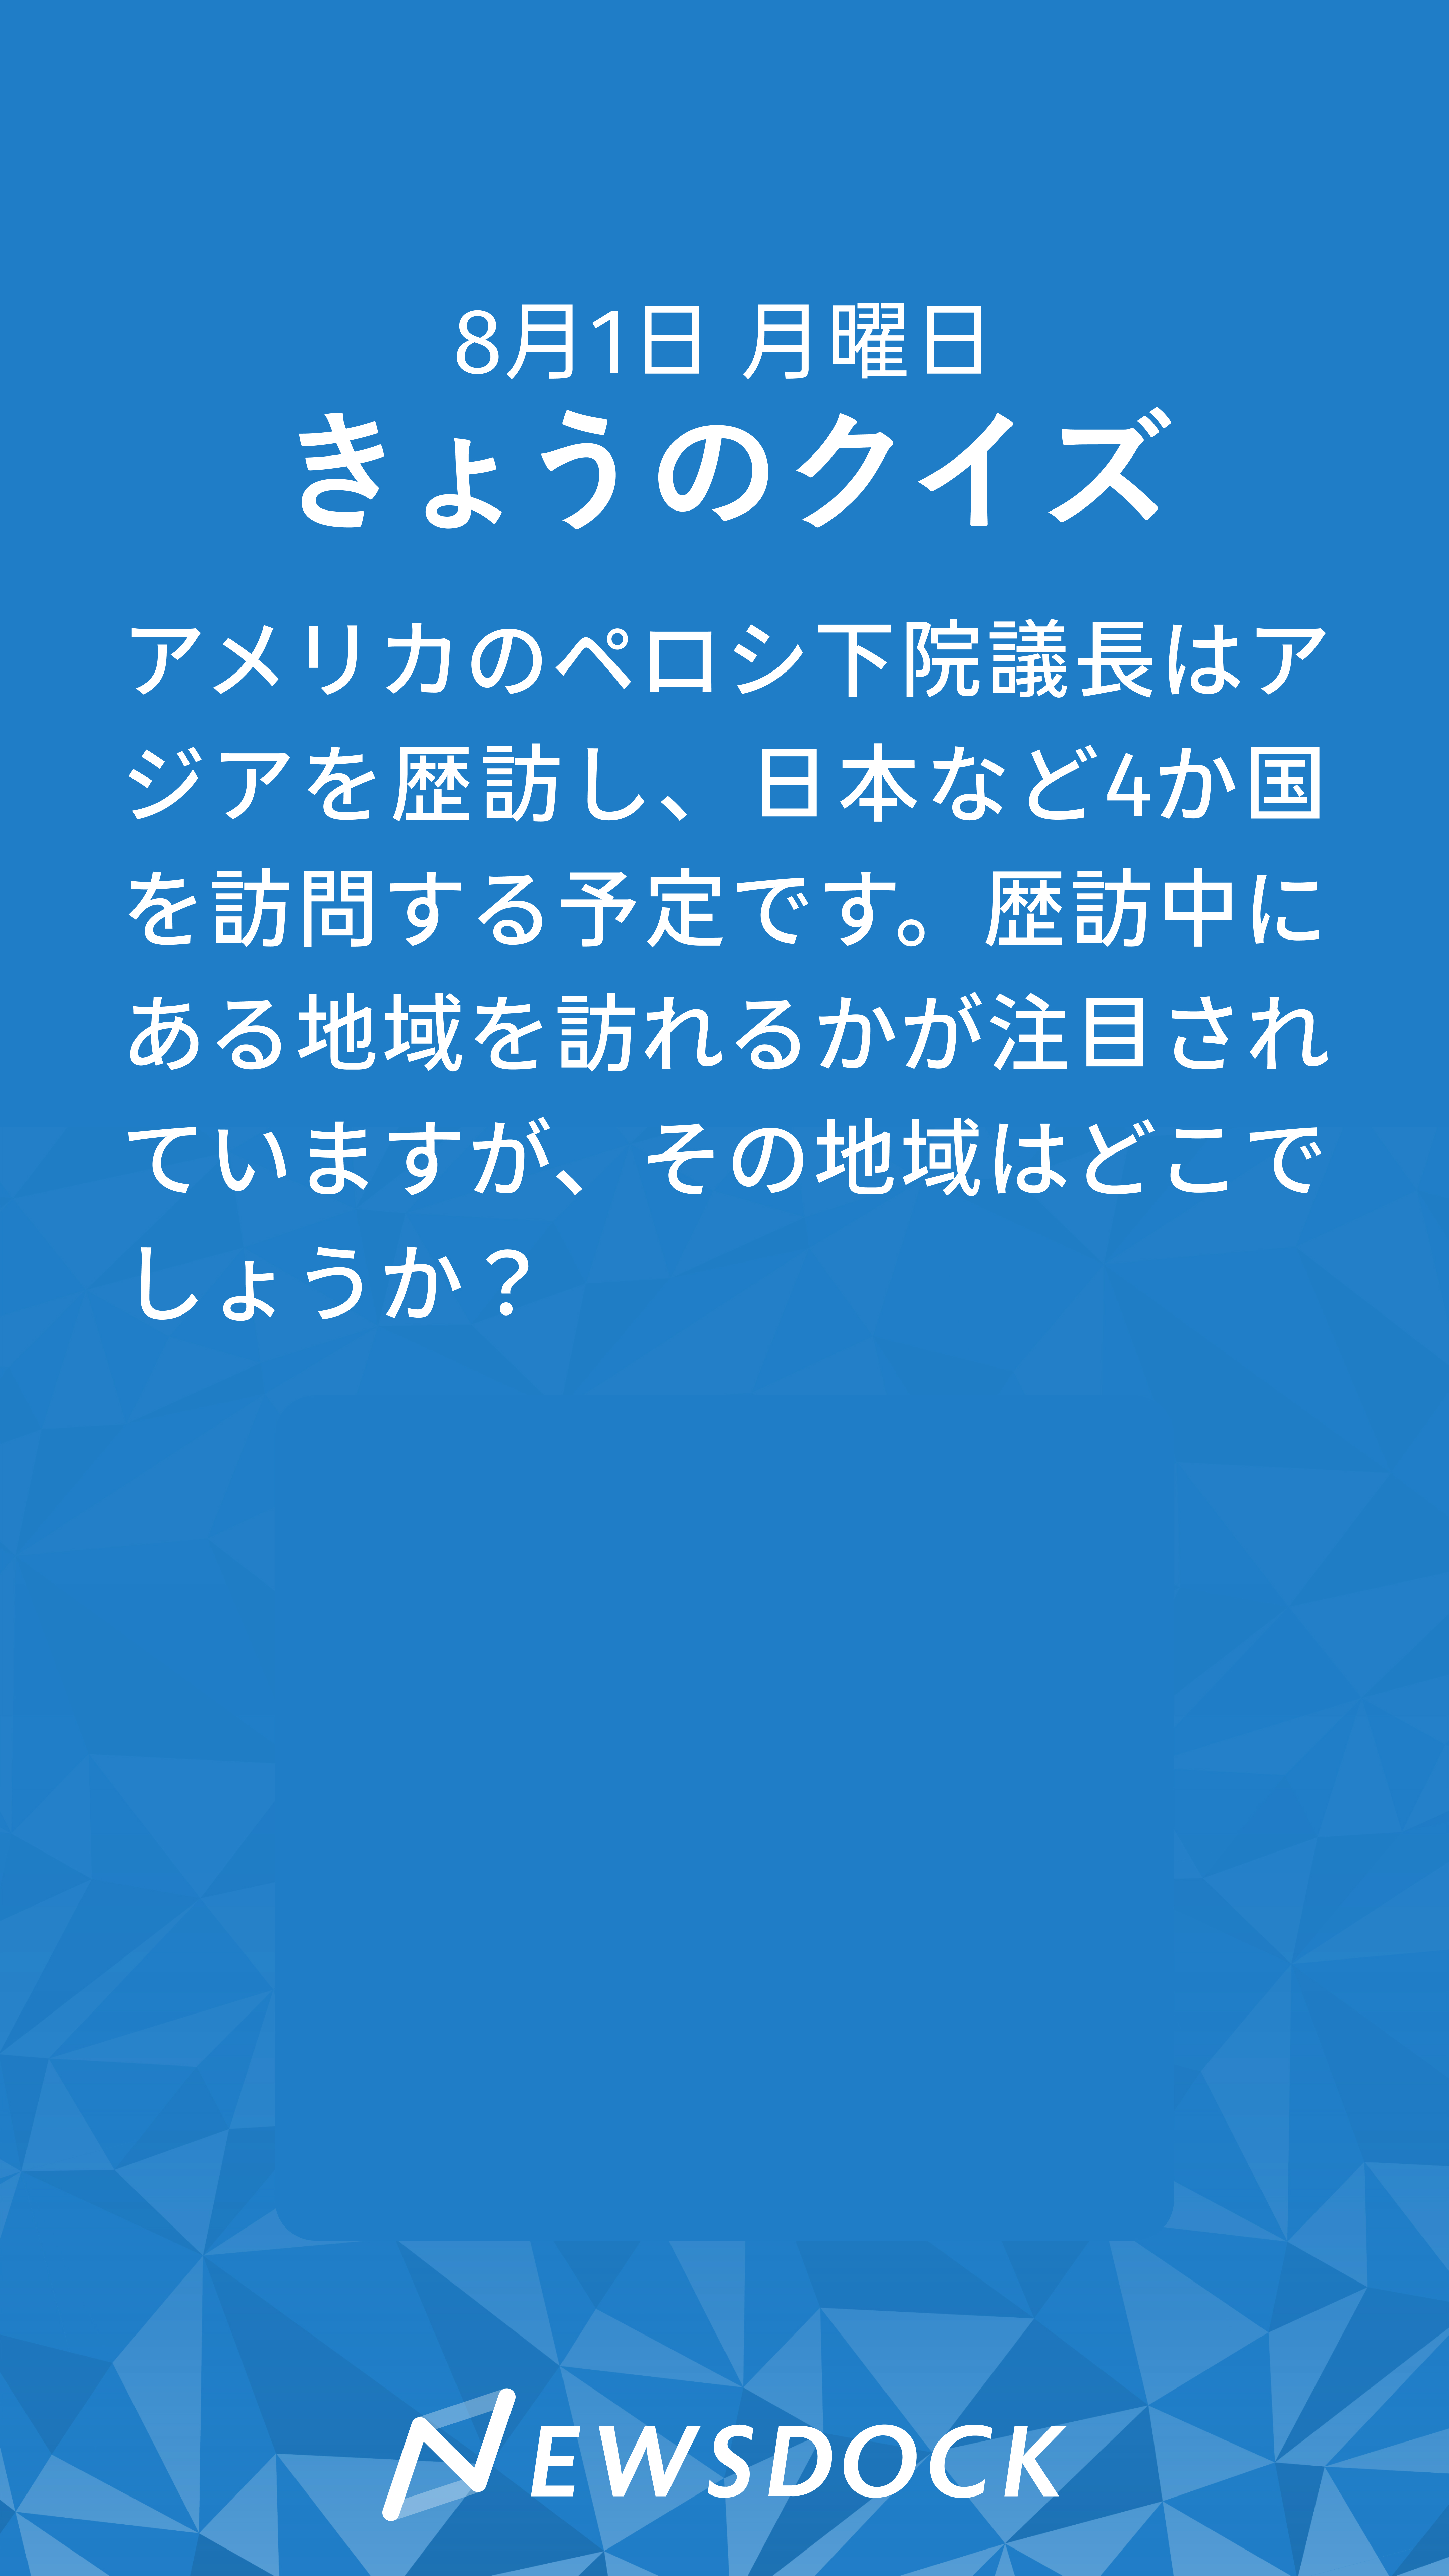 8月1日 月曜日
きょうのクイズ
アメリカのペロシ下院議長はア
ジアを歴訪し、日本など4か国
を訪問する予定です。歴訪中に
ある地域を訪れるかが注目され
ていますが、その地域はどこで
しょうか？
NEWSDOCK